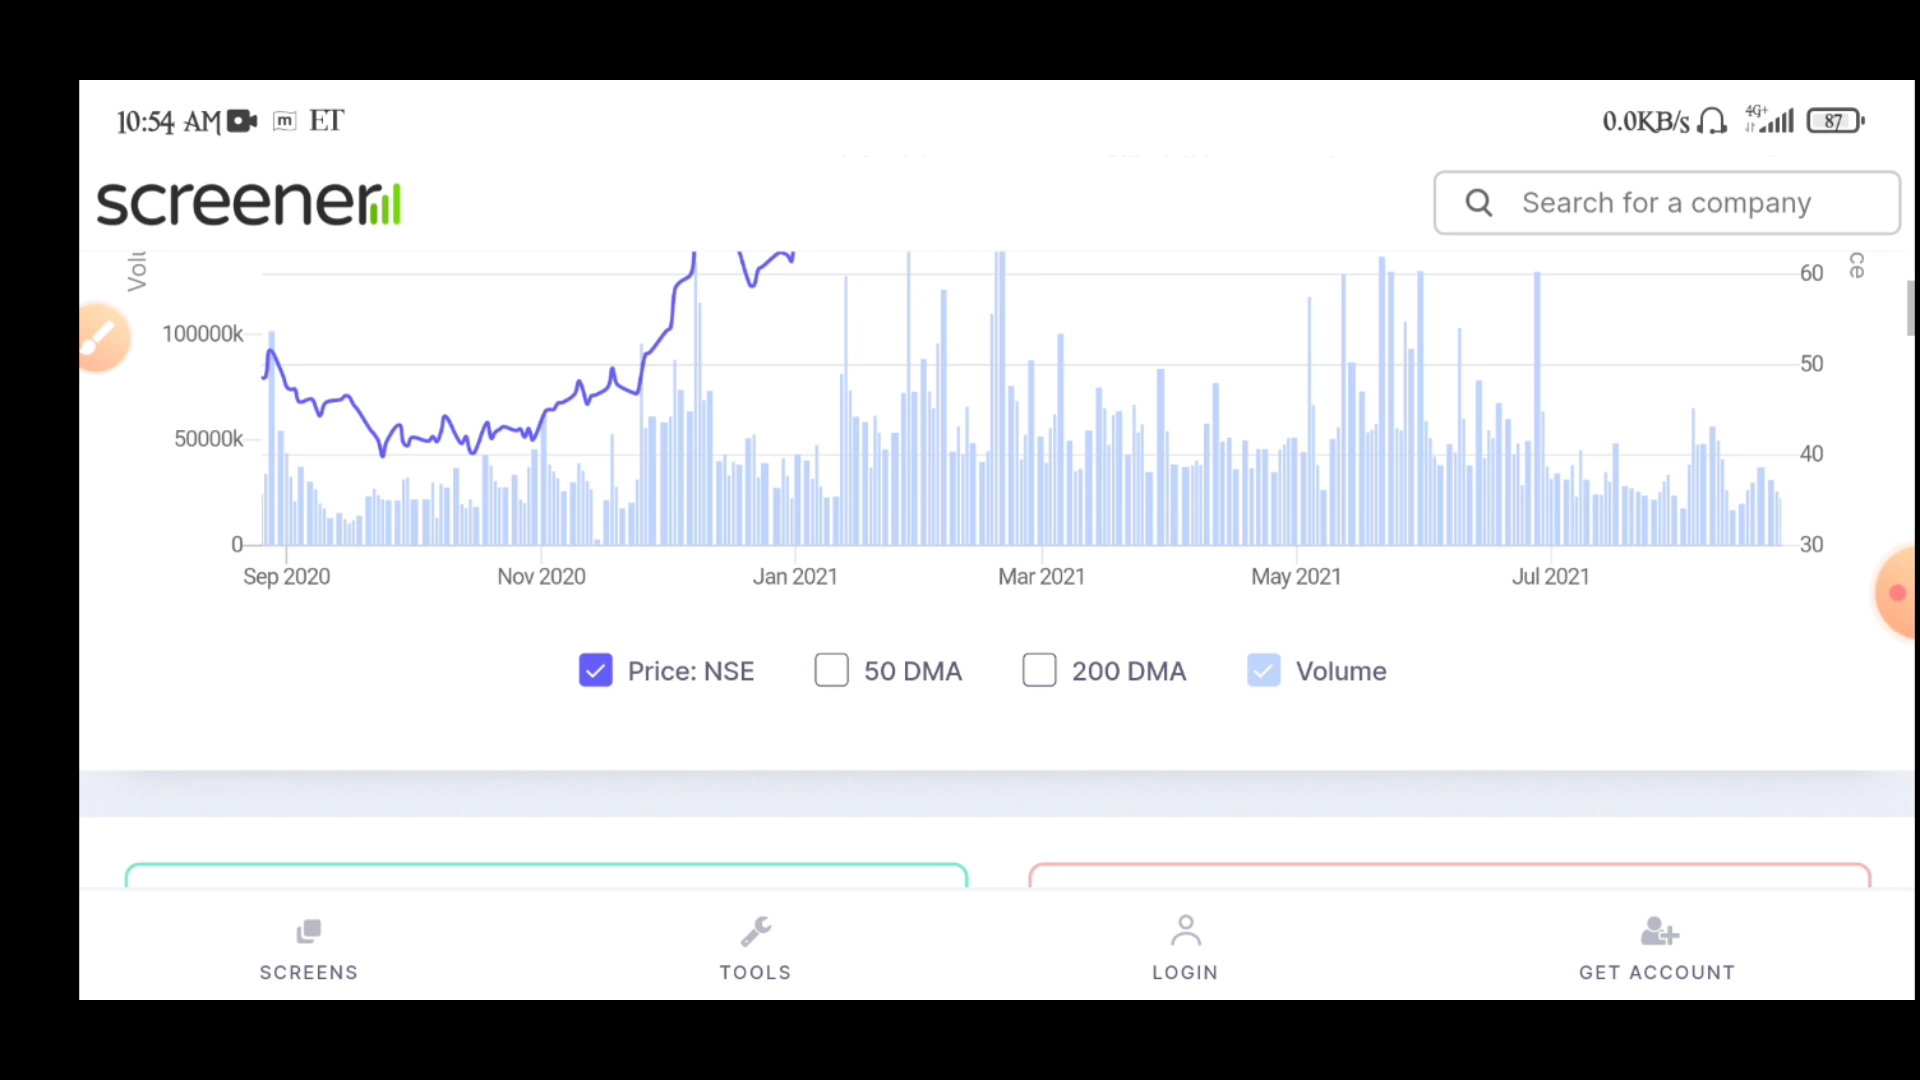 10:54 AM m ET
0.0KB/s 4G+ 87
screener
Search for a company
Volu
ce
60
100000k
50
50000k
40
0
30
Sep 2020 Nov 2020 Jan 2021 Mar 2021 May 2021 Jul 2021
Price: NSE 50 DMA 200 DMA Volume
SCREENS TOOLS LOGIN GET ACCOUNT